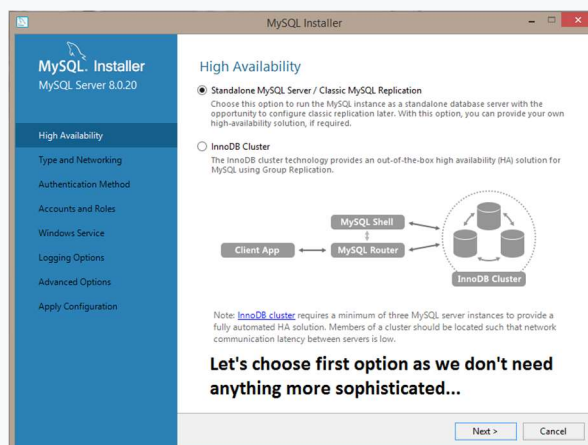 MySQL Installer
MySQL. Installer
MySQL Server 8.0.20
High Availability
Type and Networking
Authentication Method
Accounts and Roles
Windows Service
Logging Options
Advanced Options
Apply Configuration
High Availability
Standalone MySQL Server / Classic MySQL Replication
Choose this option to run the MySQL instance as a standalone database server with the
opportunity to configure classic replication later. With this option, you can provide your own
high-availability solution, if required.
InnoDB Cluster
The InnoDB cluster technology provides an out-of-the-box high availability (HA) solution for
MySQL using Group Replication.
MySQL Shell
Client App
MySQL Router
InnoDB Cluster
Note: InnoDB cluster requires a minimum of three MySQL server instances to provide a
fully automated HA solution. Members of a cluster should be located such that network
communication latency between servers is low.
Let's choose first option as we don't need
anything more sophisticated...
Next >
Cancel